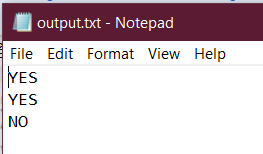 output.txt - Notepad
File Edit Format View Help
YES
YES
NO